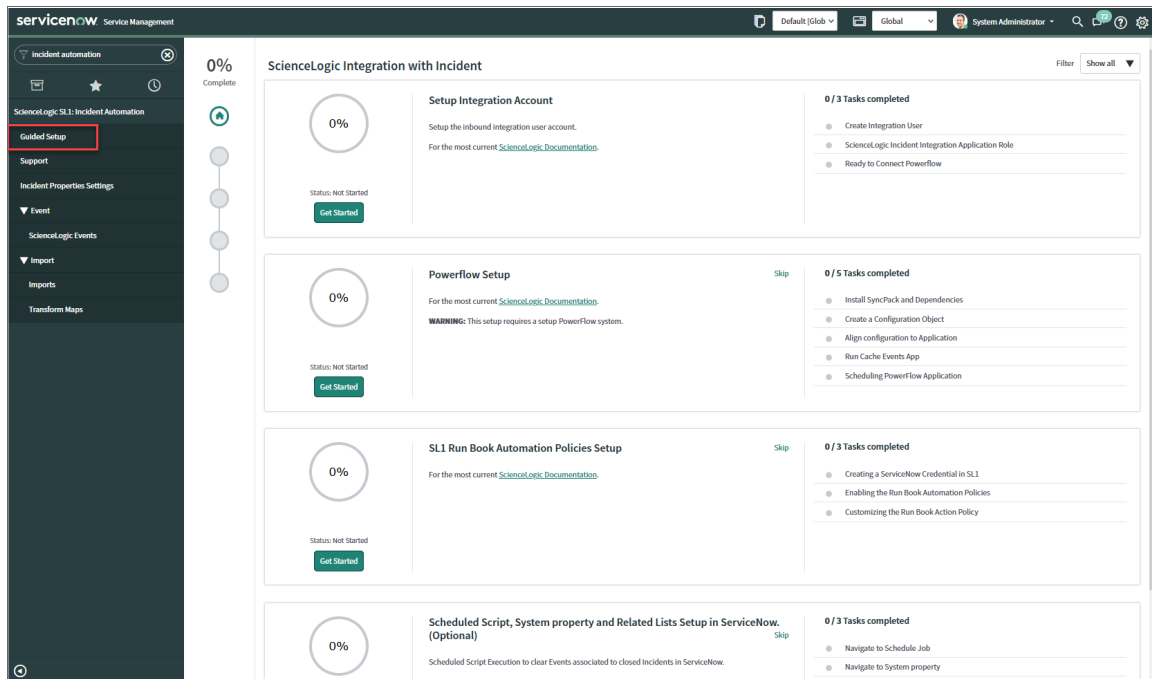 servicenow Service Management
Default (Glob
Global
System Administrator
73
incident automation
ScienceLogic SL1: Incident Automation
Guided Setup
Support
Incident Properties Settings
Event
ScienceLogic Events
Import
Imports
Transform Maps
0%
Complete
ScienceLogic Integration with Incident
Filter Show all
0%
Status: Not Started
Get Started
Setup Integration Account
Setup the inbound integration user account.
For the most current ScienceLogic Documentation.
0 / 3 Tasks completed
Create Integration User
ScienceLogic Incident Integration Application Role
Ready to Connect Powerflow
0%
Status: Not Started
Get Started
Powerflow Setup
Skip
For the most current ScienceLogic Documentation.
WARNING: This setup requires a setup PowerFlow system.
0 / 5 Tasks completed
Install SyncPack and Dependencies
Create a Configuration Object
Align configuration to Application
Run Cache Events App
Scheduling PowerFlow Application
0%
Status: Not Started
Get Started
SL1 Run Book Automation Policies Setup
Skip
For the most current ScienceLogic Documentation.
0 / 3 Tasks completed
Creating a ServiceNow Credential in SL1
Enabling the Run Book Automation Policies
Customizing the Run Book Action Policy
0%
Scheduled Script, System property and Related Lists Setup in ServiceNow.
(Optional)
Skip
Scheduled Script Execution to clear Events associated to closed Incidents in ServiceNow.
0 / 3 Tasks completed
Navigate to Schedule Job
Navigate to System property